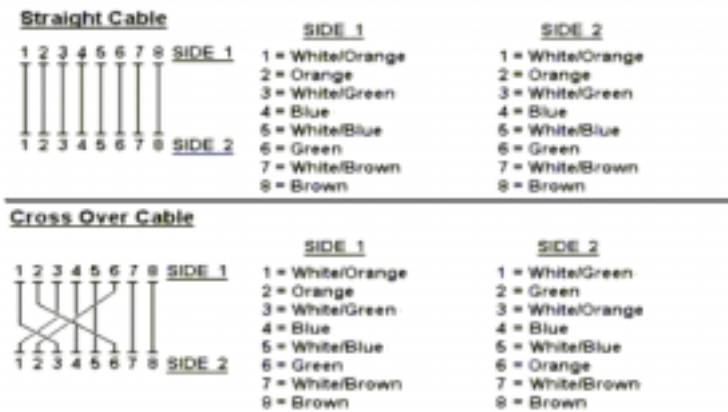 Straight Cable
1 2 3 4 5 6 7 8 SIDE 1
1 2 3 4 5 6 7 8 SIDE 2
SIDE 1
1 = White/Orange
2 = Orange
3 = White/Green
4 = Blue
5 = White/Blue
6 = Green
7 = White/Brown
8 = Brown
SIDE 2
1 = White/Orange
2 = Orange
3 = White/Green
4 = Blue
5 = White/Blue
6 = Green
7 = White/Brown
8 = Brown
Cross Over Cable
1 2 3 4 5 6 7 8 SIDE 1
1 2 3 4 5 6 7 8 SIDE 2
SIDE 1
1 = White/Orange
2 = Orange
3 = White/Green
4 = Blue
5 = White/Blue
6 = Green
7 = White/Brown
8 = Brown
SIDE 2
1 = White/Green
2 = Green
3 = White/Orange
4 = Blue
5 = White/Blue
6 = Orange
7 = White/Brown
8 = Brown